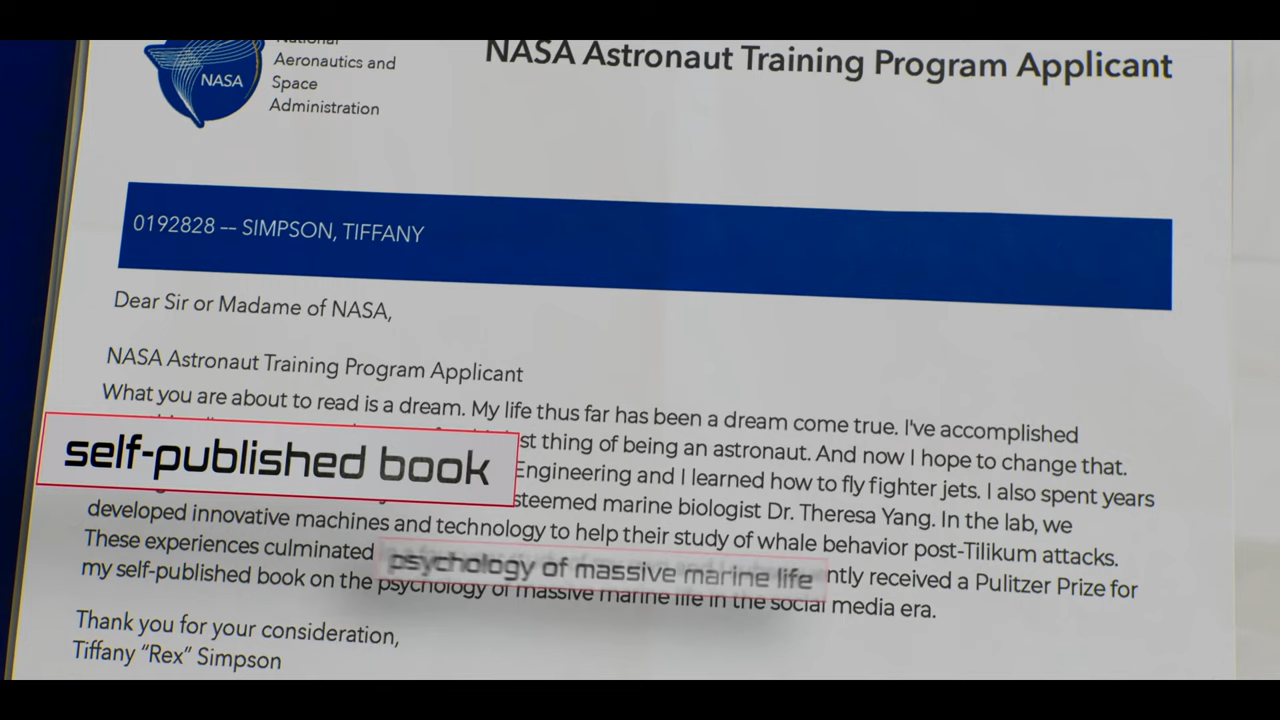 National
Aeronautics and
Space
Administration
NASA
NASA Astronaut Training Program Applicant
0192828 -- SIMPSON, TIFFANY
Dear Sir or Madame of NASA,
NASA Astronaut Training Program Applicant
What you are about to read is a dream. My life thus far has been a dream come true. I've accomplished
thing of being an astronaut. And now I hope to change that.
self-published book
Engineering and I learned how to fly fighter jets. I also spent years
esteemed marine biologist Dr. Theresa Yang. In the lab, we
developed innovative machines and technology to help their study of whale behavior post-Tilikum attacks.
These experiences culminated
psychology of massive marine life
received a Pulitzer Prize for
my self-published book on the psychology of massive marine life in the social media era.
Thank you for your consideration,
Tiffany “Rex” Simpson